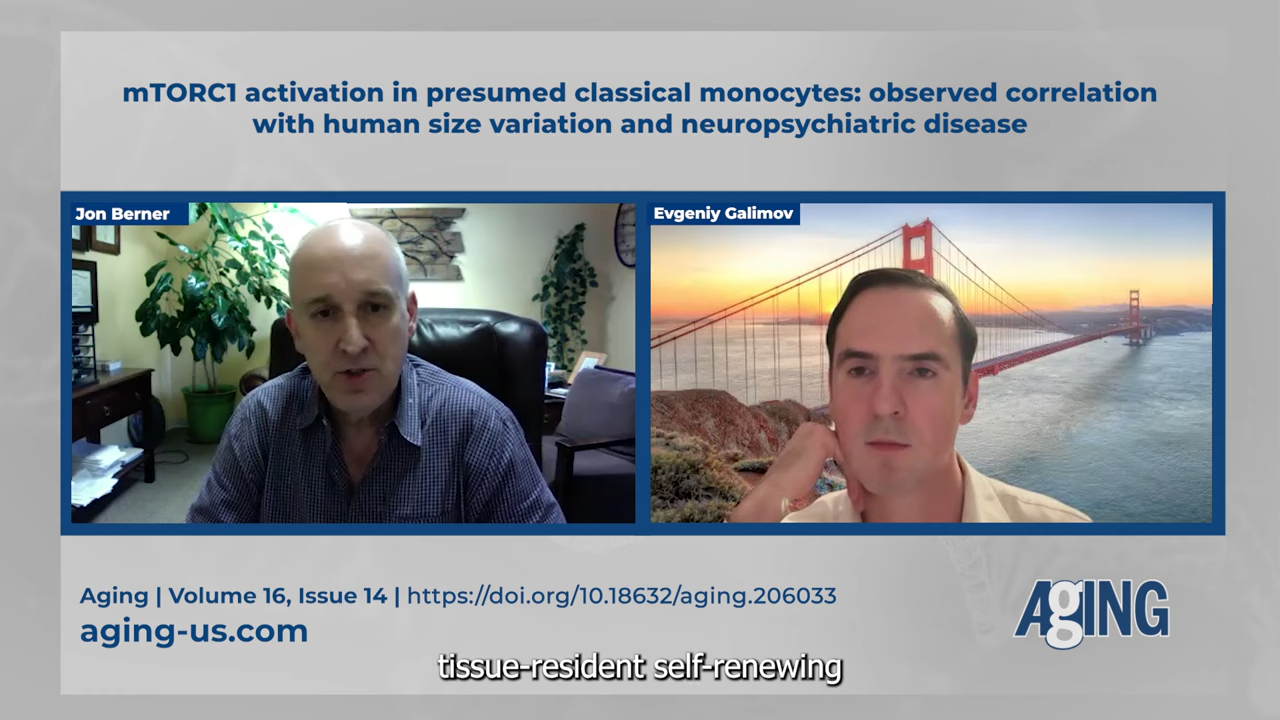 mTORC1 activation in presumed classical monocytes: observed correlation
with human size variation and neuropsychiatric disease
Jon Berner
Evgeniy Galimov
Aging | Volume 16, Issue 14 | https://doi.org/10.18632/aging.206033
aging-us.com
AgING
tissue-resident self-renewing